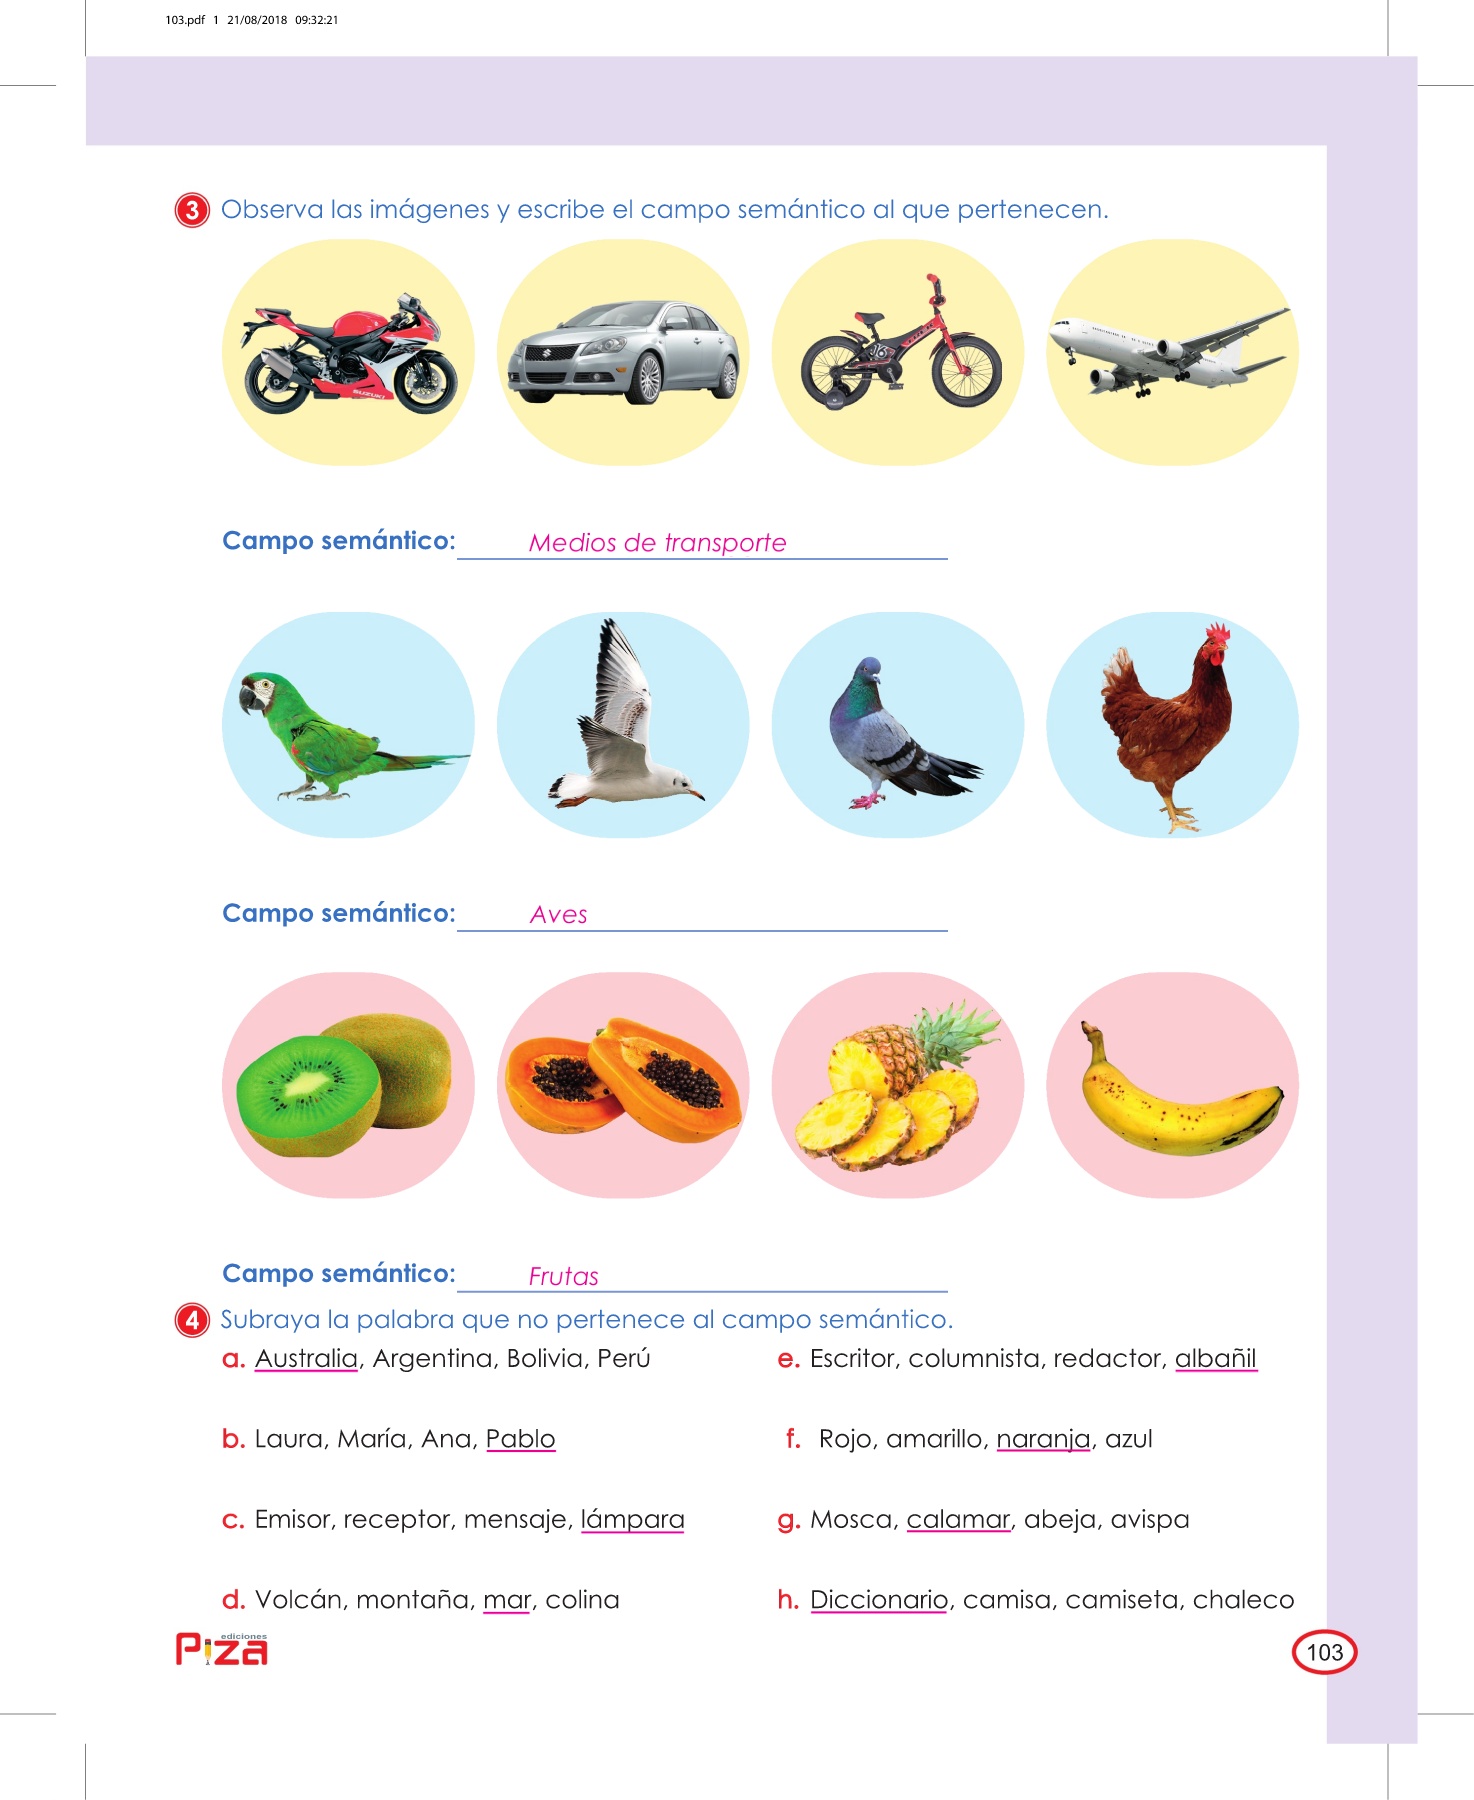 103.pdf 1 21/08/2018 09:32:21
3 Observa las imágenes y escribe el campo semántico al que pertenecen.
SUZUKI
Campo semántico: Medios de transporte
Campo semántico: Aves
Campo semántico: Frutas
4 Subraya la palabra que no pertenece al campo semántico.
a. Australia, Argentina, Bolivia, Perú
b. Laura, María, Ana, Pablo
c. Emisor, receptor, mensaje, lámpara
d. Volcán, montaña, mar, colina
e. Escritor, columnista, redactor, albañil
f. Rojo, amarillo, naranja, azul
g. Mosca, calamar, abeja, avispa
h. Diccionario, camisa, camiseta, chaleco
ediciones
Piza
103